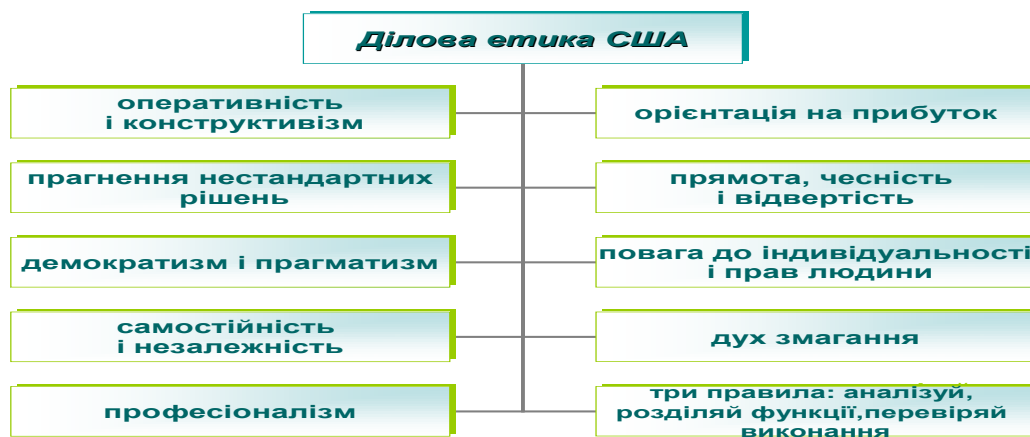 Ділова етика США
оперативність
і конструктивізм
орієнтація на прибуток
прагнення нестандартних
рішень
прямота, чесність
і відвертість
демократизм і прагматизм
повага до індивідуальності
і прав людини
самостійність
і незалежність
дух змагання
професіоналізм
три правила: аналізуй,
розділяй функції,перевіряй
виконання